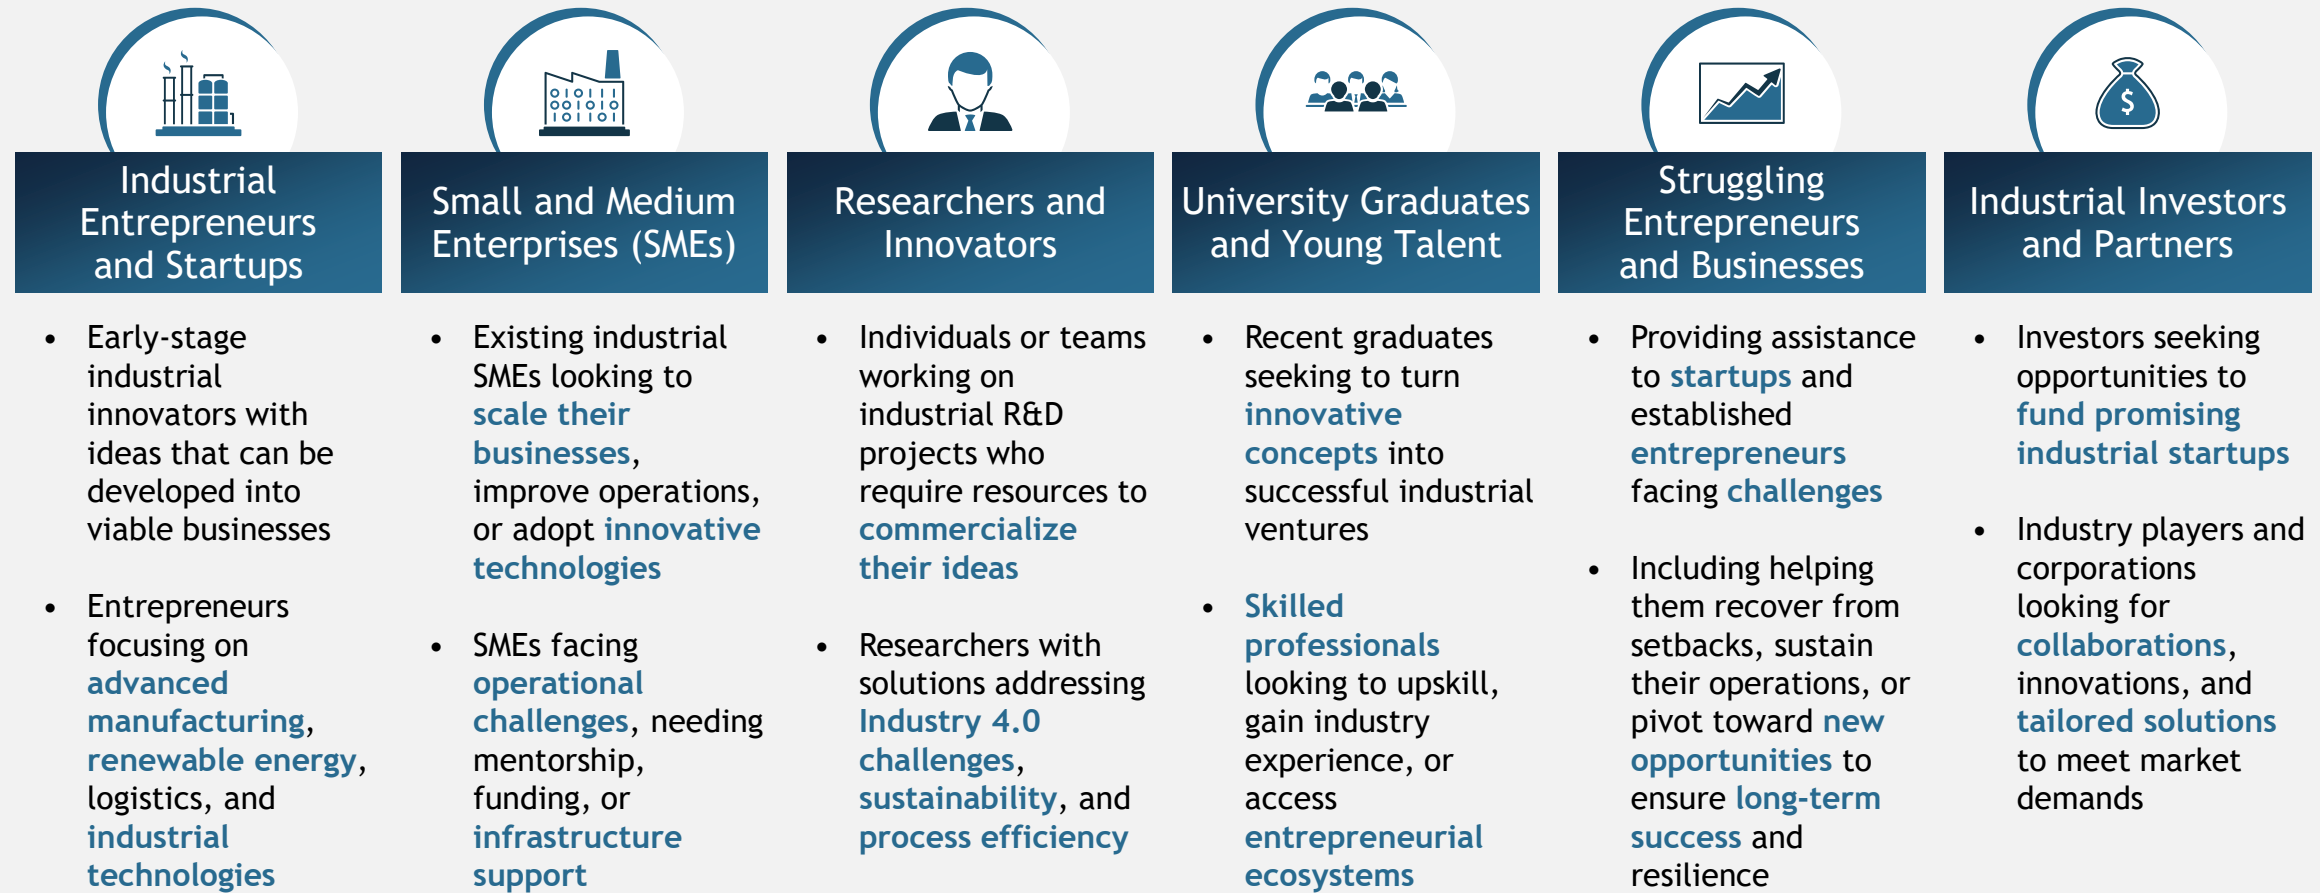 Industrial
Entrepreneurs
and Startups
• Early-stage
industrial
innovators with
ideas that can be
developed into
viable businesses
• Entrepreneurs
focusing on
advanced
manufacturing,
renewable energy,
logistics, and
industrial
technologies
010111
001010
101101
Small and Medium
Enterprises (SMEs)
• Existing industrial
SMEs looking to
scale their
businesses,
improve operations,
or adopt innovative
technologies
• SMEs facing
operational
challenges, needing
mentorship,
funding, or
infrastructure
support
Researchers and
Innovators
• Individuals or teams
working on
industrial R&D
projects who
require resources to
commercialize
their ideas
• Researchers with
solutions addressing
Industry 4.0
challenges,
sustainability, and
process efficiency
University Graduates
and Young Talent
• Recent graduates
seeking to turn
innovative
concepts into
successful industrial
ventures
• Skilled
professionals
looking to upskill,
gain industry
experience, or
access
entrepreneurial
ecosystems
Struggling
Entrepreneurs
and Businesses
• Providing assistance
to startups and
established
entrepreneurs
facing challenges
• Including helping
them recover from
setbacks, sustain
their operations, or
pivot toward new
opportunities to
ensure long-term
success and
resilience
$
Industrial Investors
and Partners
• Investors seeking
opportunities to
fund promising
industrial startups
• Industry players and
corporations
looking for
collaborations,
innovations, and
tailored solutions
to meet market
demands